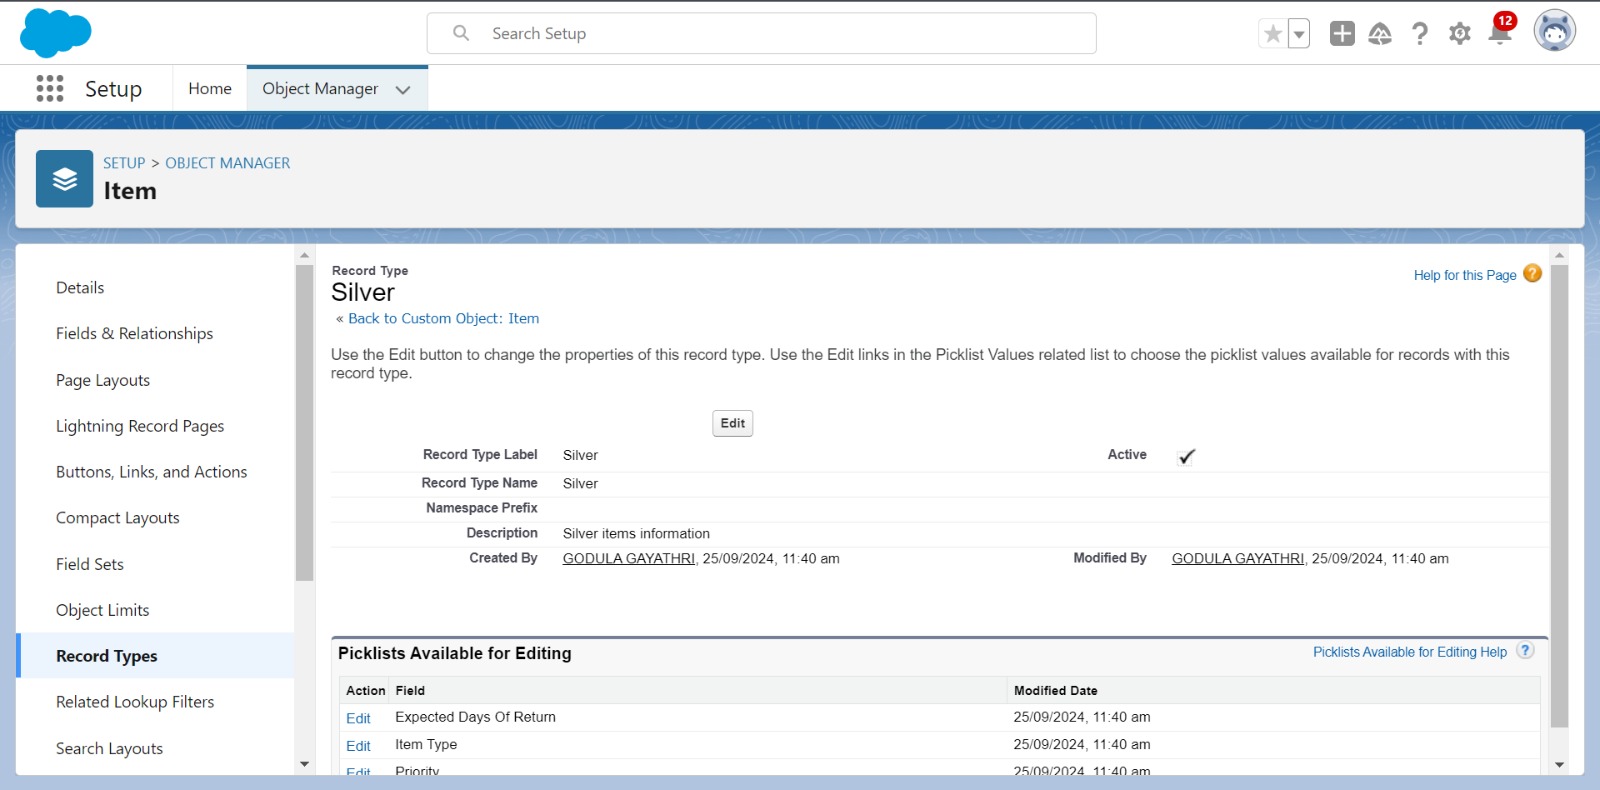 Search Setup
12
Setup
Home
Object Manager
SETUP > OBJECT MANAGER
Item
Details
Fields & Relationships
Page Layouts
Lightning Record Pages
Buttons, Links, and Actions
Compact Layouts
Field Sets
Object Limits
Record Types
Related Lookup Filters
Search Layouts
Record Type
Silver
Help for this Page ?
« Back to Custom Object: Item
Use the Edit button to change the properties of this record type. Use the Edit links in the Picklist Values related list to choose the picklist values available for records with this
record type.
Edit
Record Type Label Silver Active
Record Type Name Silver
Namespace Prefix
Description Silver items information
Created By GODULA GAYATHRI, 25/09/2024, 11:40 am Modified By GODULA GAYATHRI, 25/09/2024, 11:40 am
Picklists Available for Editing Picklists Available for Editing Help ?
Action Field Modified Date
Edit Expected Days Of Return 25/09/2024, 11:40 am
Edit Item Type 25/09/2024, 11:40 am
Edit Priority 25/09/2024, 11:40 am